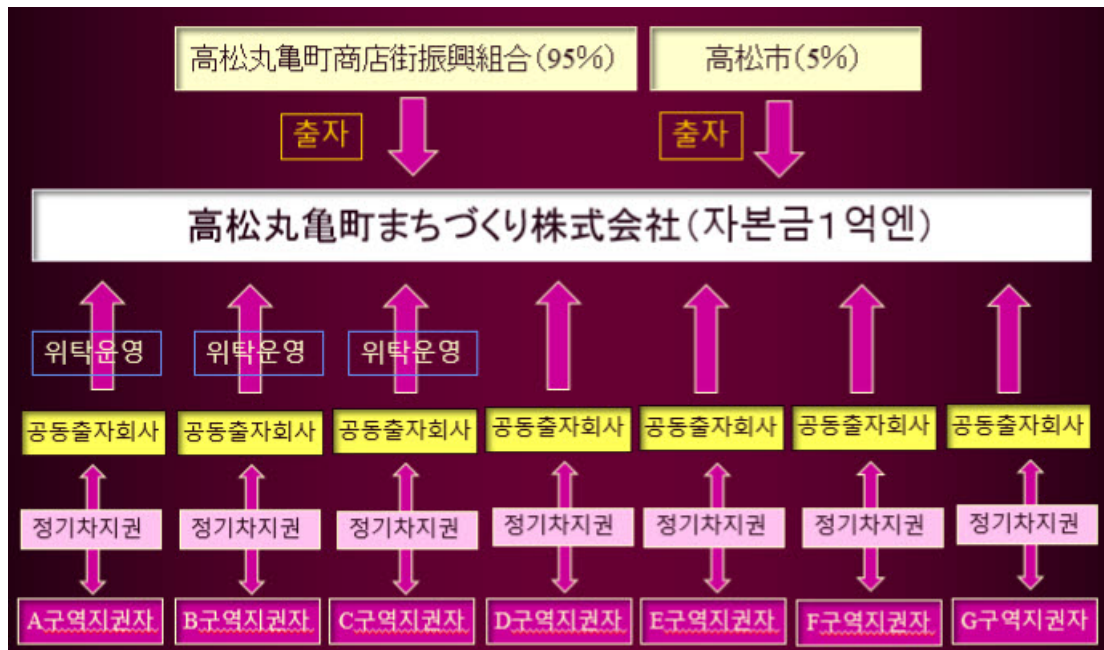 高松丸亀町商店街振興組合(95%)
高松市(5%)
출자
출자
高松丸亀町まちづくり株式会社(자본금1억엔)
위탁운영
위탁운영
위탁운영
공동출자회사
공동출자회사
공동출자회사
공동출자회사
공동출자회사
공동출자회사
공동출자회사
정기차지권
정기차지권
정기차지권
정기차지권
정기차지권
정기차지권
정기차지권
A구역지권자
B구역지권자
C구역지권자
D구역지권자
E구역지권자
F구역지권자
G구역지권자